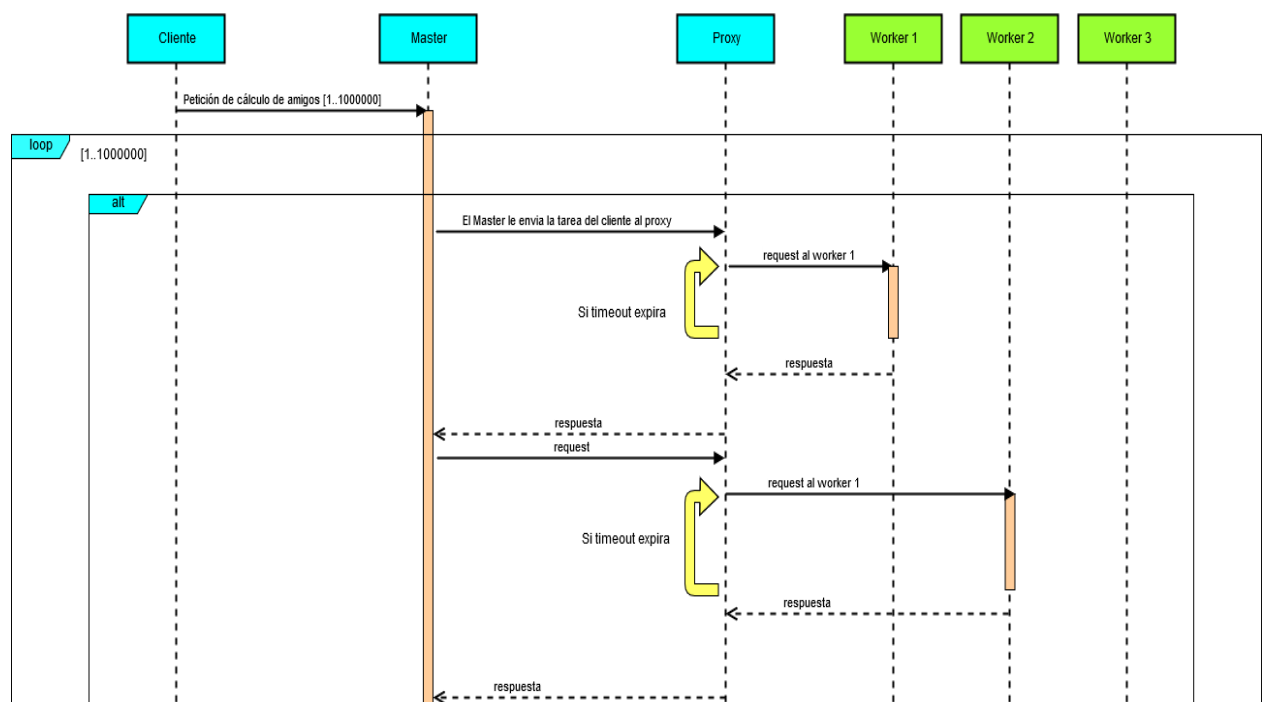 Cliente
Master
Proxy
Worker 1
Worker 2
Worker 3
Petición de cálculo de amigos [1..1000000]
loop
[1..1000000]
alt
El Master le envia la tarea del cliente al proxy
request al worker 1
Si timeout expira
respuesta
respuesta
request
request al worker 1
Si timeout expira
respuesta
respuesta